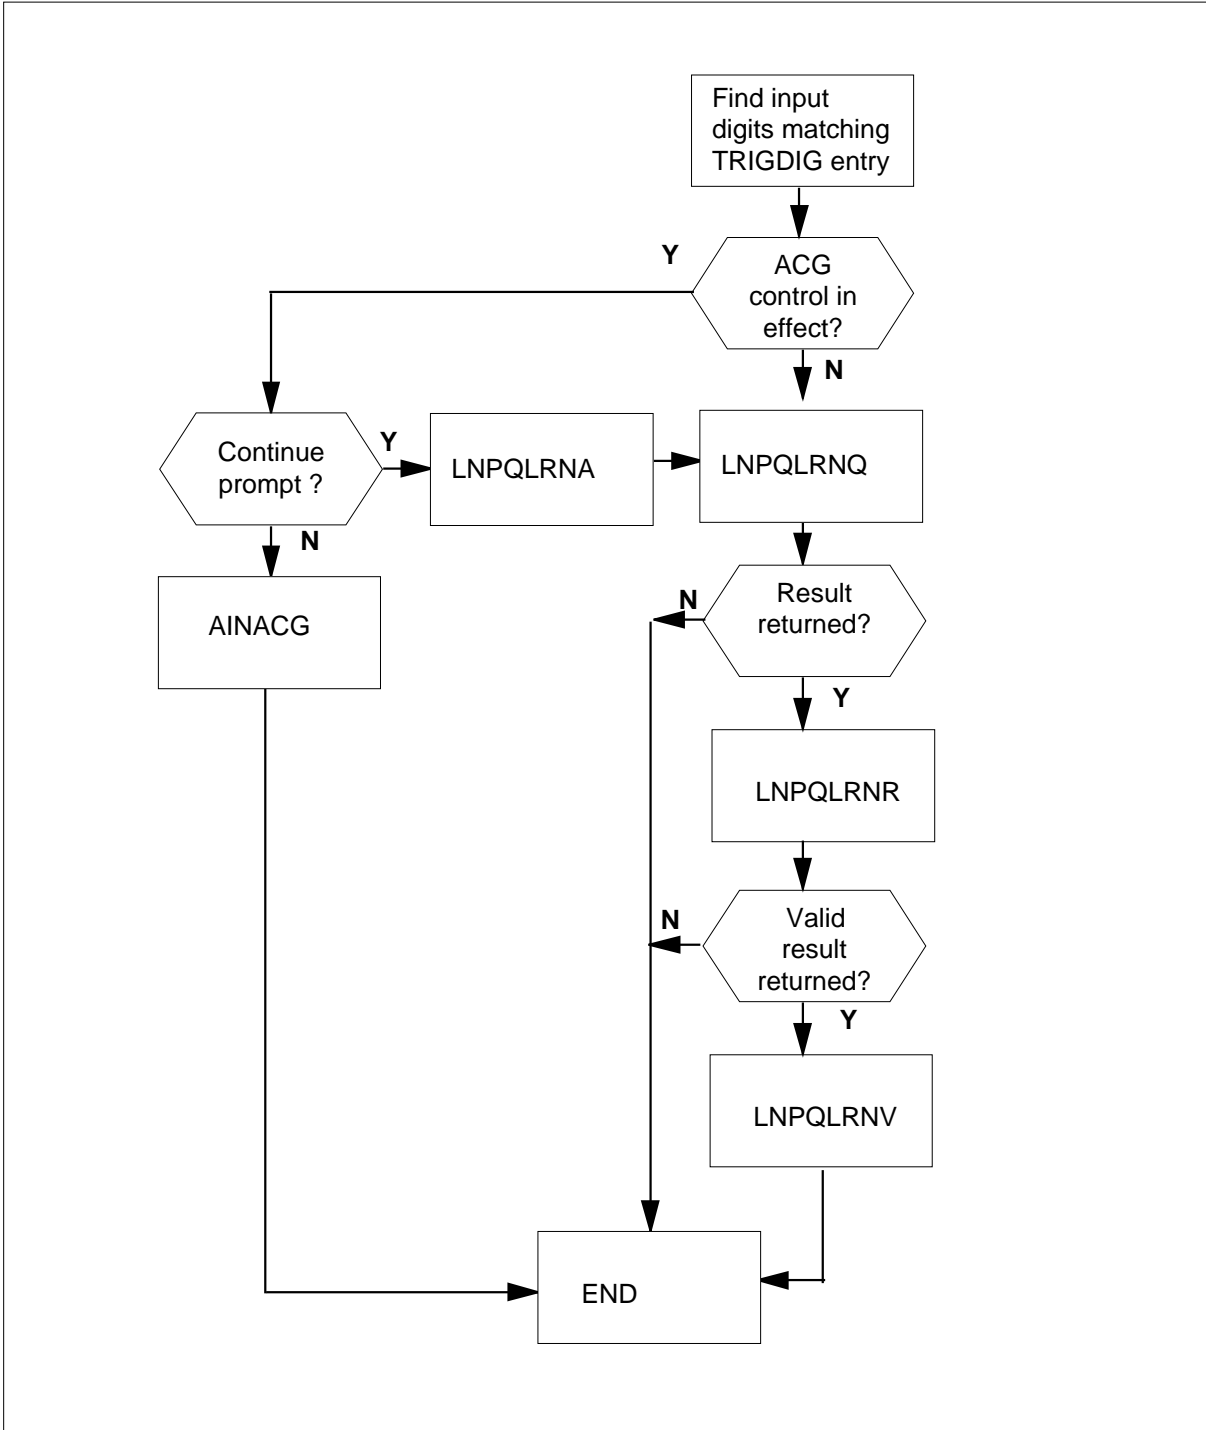 Find input
digits matching
TRIGDIG entry
Y
ACG
control in
effect?
N
Continue
prompt ?
Y
LNPQLRNA
LNPQLRNQ
N
AINACG
N
Result
returned?
Y
LNPQLRNR
N
Valid
result
returned?
Y
LNPQLRNV
END